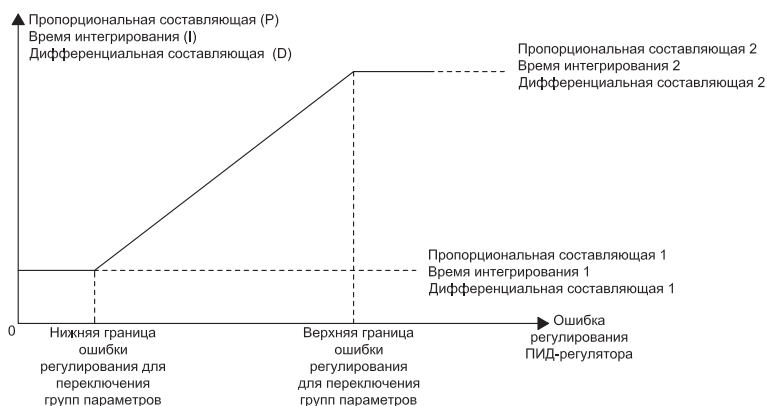 Пропорциональная составляющая (P)
Время интегрирования (I)
Дифференциальная составляющая (D)
Пропорциональная составляющая 2
Время интегрирования 2
Дифференциальная составляющая 2
Пропорциональная составляющая 1
Время интегрирования 1
Дифференциальная составляющая 1
0
Нижняя граница
ошибки
регулирования для
переключения
групп параметров
Верхняя граница
ошибки
регулирования
для переключения
групп параметров
Ошибка
регулирования
ПИД-регулятора